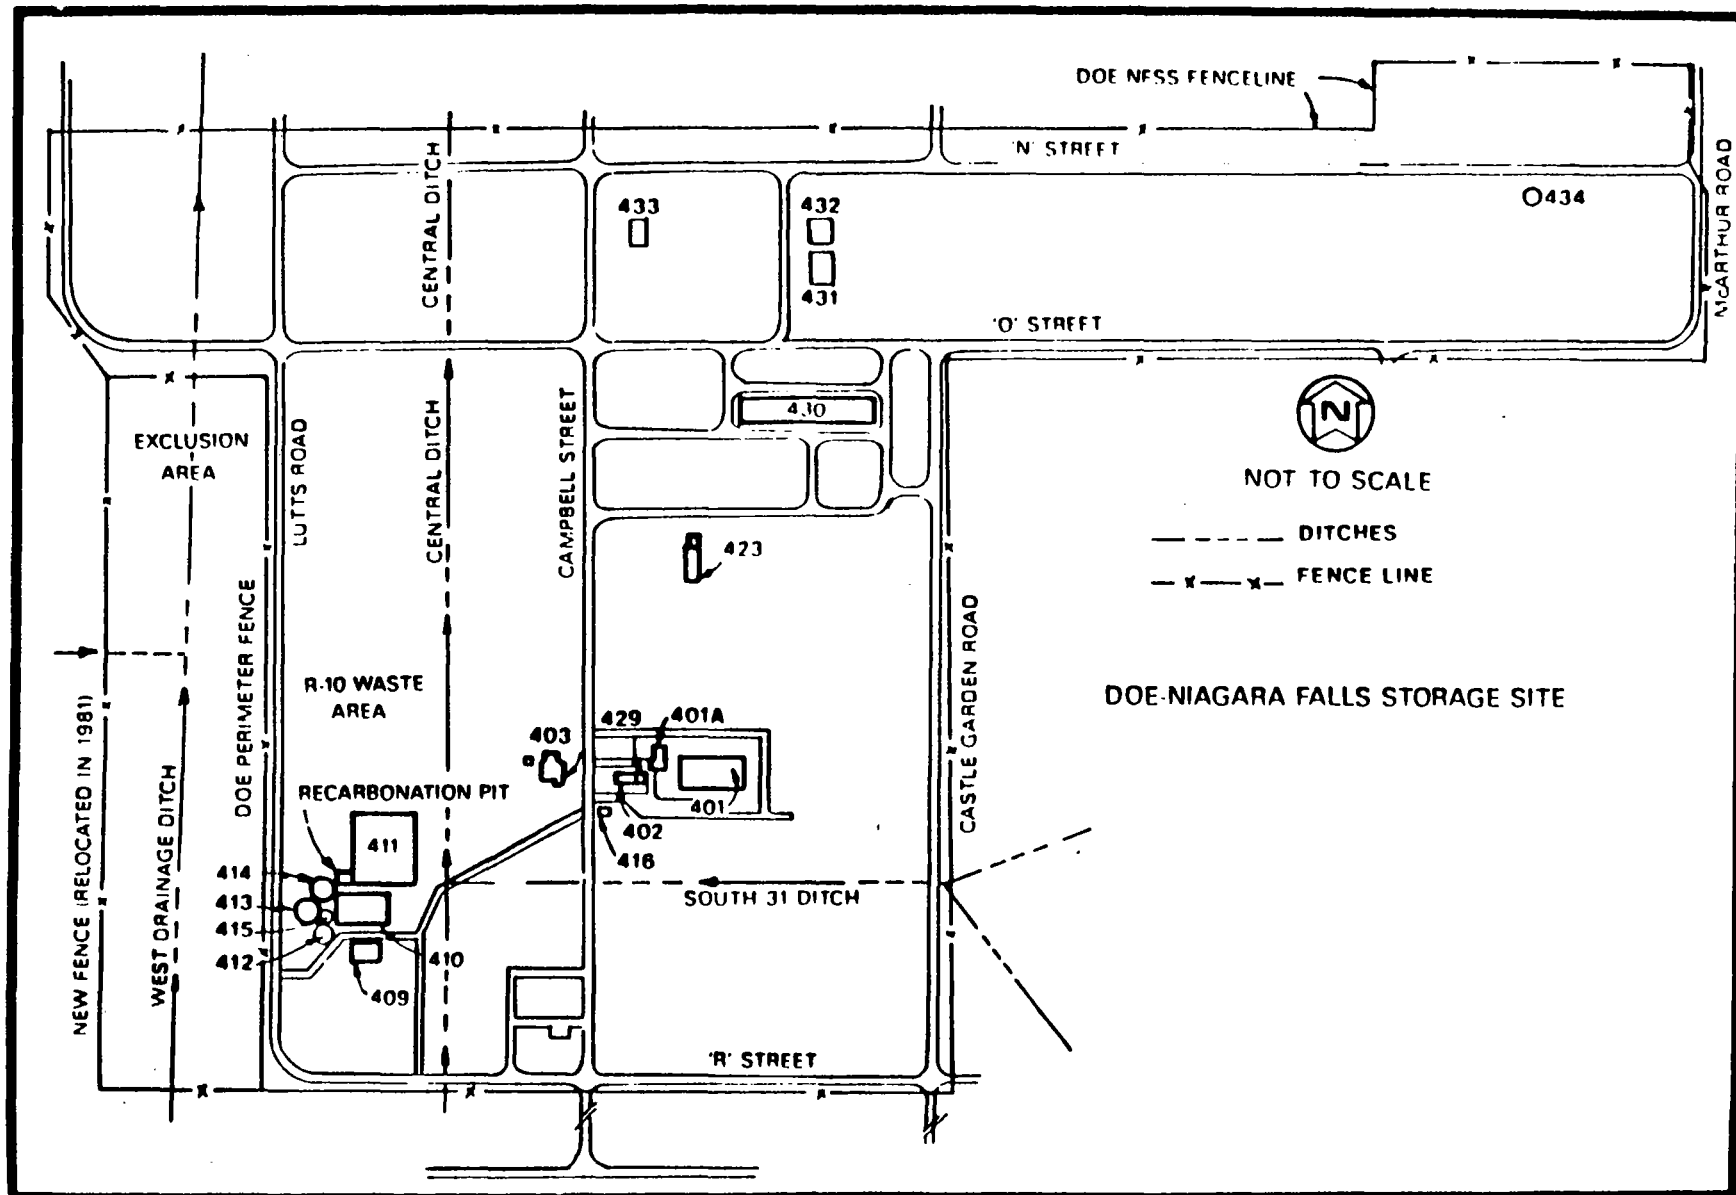 DOE NFSS FENCELINE
'N' STREET
McARTHUR ROAD
433
432
434
431
CENTRAL DITCH
'O' STREET
430
N
NOT TO SCALE
DITCHES
FENCE LINE
EXCLUSION
AREA
LUTTS ROAD
CENTRAL DITCH
CAMPBELL STREET
423
DOE PERIMETER FENCE
R-10 WASTE
AREA
CASTLE GARDEN ROAD
DOE-NIAGARA FALLS STORAGE SITE
NEW FENCE (RELOCATED IN 1981)
WEST DRAINAGE DITCH
403
429
401A
401
402
416
RECARBONATION PIT
411
414
413
415
412
410
409
SOUTH 31 DITCH
'R' STREET